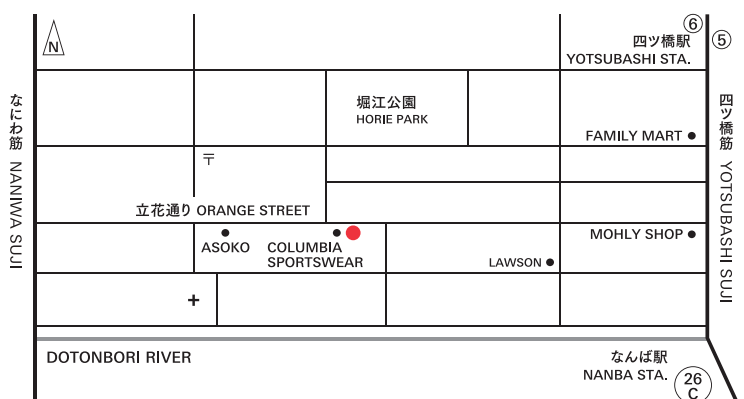 N
⑥
四ツ橋駅
YOTSUBASHI STA.
⑤
堀江公園
HORIE PARK
なにわ筋 NANIWA SUJI
四ツ橋筋 YOTSUBASHI SUJI
FAMILY MART
〒
立花通り ORANGE STREET
ASOKO
COLUMBIA
SPORTSWEAR
MOHLY SHOP
LAWSON
DOTONBORI RIVER
なんば駅
NANBA STA.
26
C